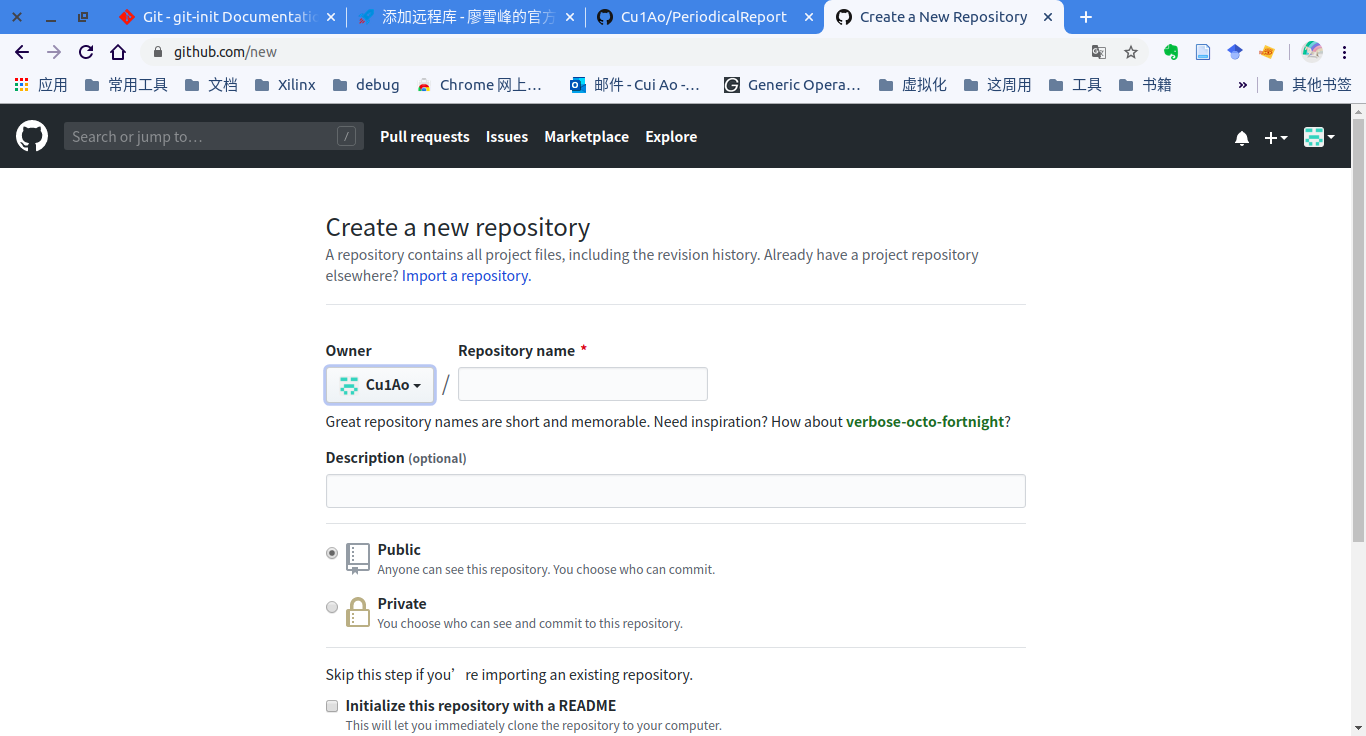 Git - git-init Documentatio
添加远程库 - 廖雪峰的官方
Cu1Ao/PeriodicalReport
Create a New Repository
github.com/new
应用 常用工具 文档 Xilinx debug Chrome 网上… 邮件 - Cui Ao -… Generic Opera… 虚拟化 这周用 工具 书籍 » 其他书签
Search or jump to… / Pull requests Issues Marketplace Explore
Create a new repository
A repository contains all project files, including the revision history. Already have a project repository
elsewhere? Import a repository.
Owner Repository name *
Cu1Ao /
Great repository names are short and memorable. Need inspiration? How about verbose-octo-fortnight?
Description (optional)
Public
Anyone can see this repository. You choose who can commit.
Private
You choose who can see and commit to this repository.
Skip this step if you’re importing an existing repository.
Initialize this repository with a README
This will let you immediately clone the repository to your computer.